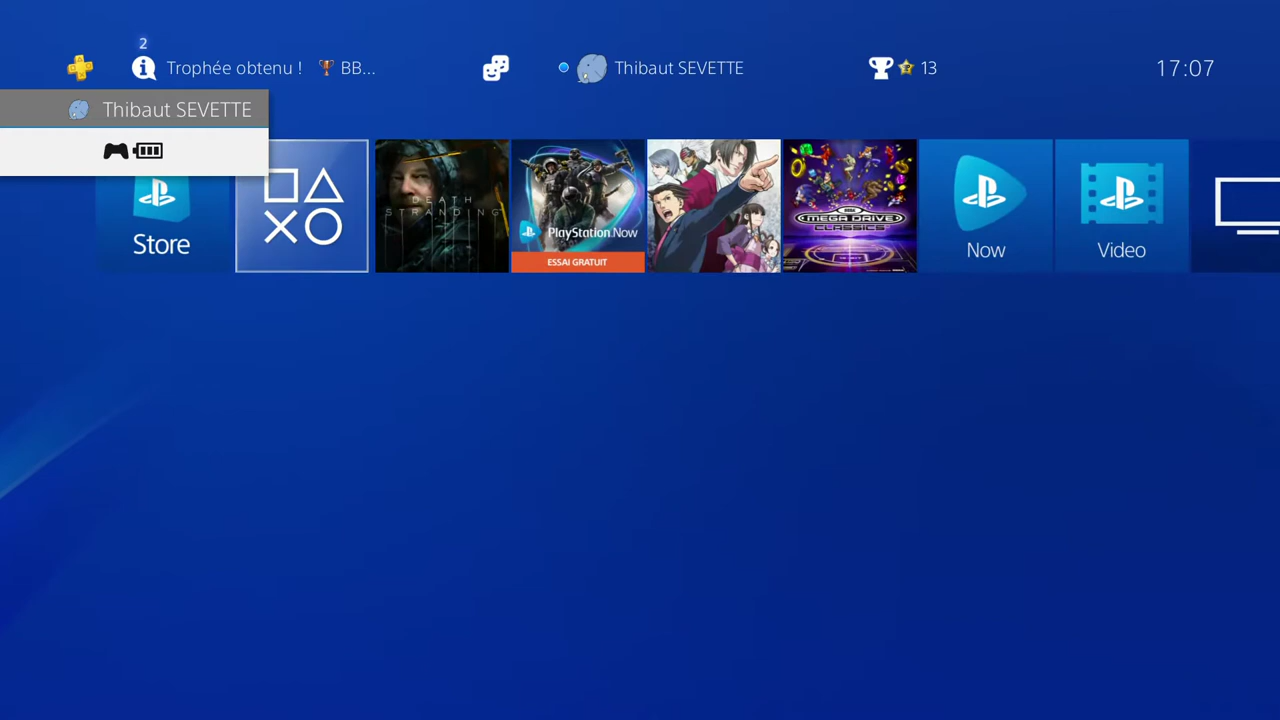 2
Trophée obtenu ! BB...
Thibaut SEVETTE
13
17:07
Thibaut SEVETTE
Store
DEATH
STRANDING
PlayStation Now
ESSAI GRATUIT
SEGA
MEGA DRIVE
CLASSICS
Now
Video